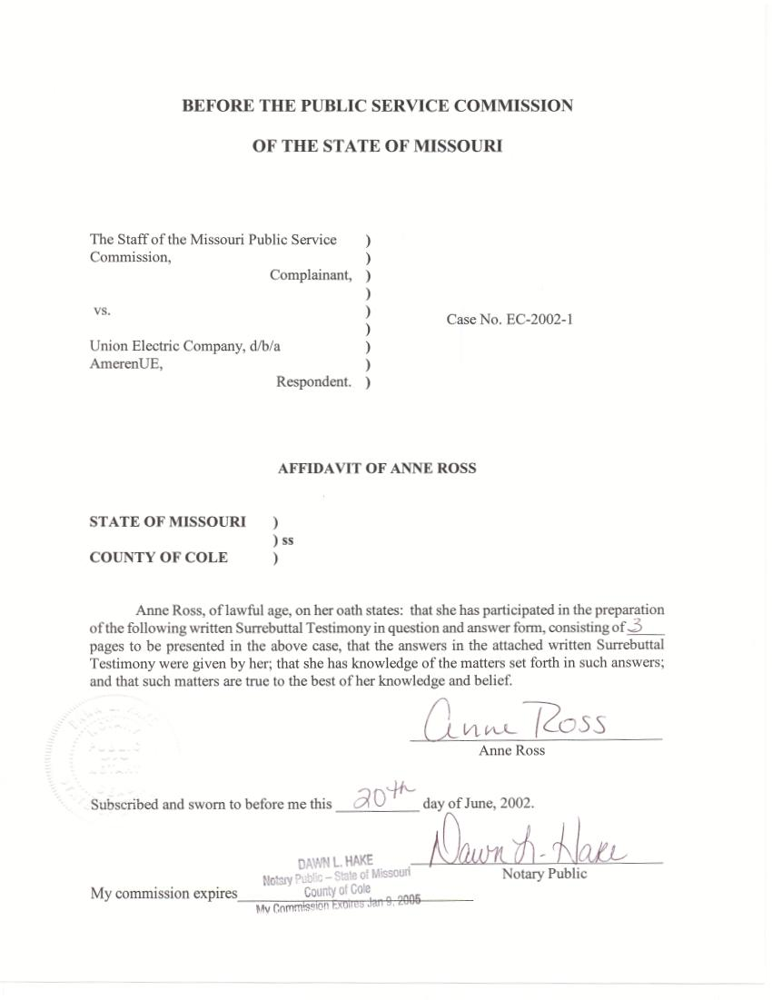 BEFORE THE PUBLIC SERVICE COMMISSION
OF THE STATE OF MISSOURI
The Staff of the Missouri Public Service )
Commission, )
Complainant, )
)
vs. )
Case No. EC-2002-1
)
Union Electric Company, d/b/a )
AmerenUE, )
Respondent. )
AFFIDAVIT OF ANNE ROSS
STATE OF MISSOURI )
) ss
COUNTY OF COLE )
Anne Ross, of lawful age, on her oath states: that she has participated in the preparation
of the following written Surrebuttal Testimony in question and answer form, consisting of 3
pages to be presented in the above case, that the answers in the attached written Surrebuttal
Testimony were given by her; that she has knowledge of the matters set forth in such answers;
and that such matters are true to the best of her knowledge and belief.
Anne Ross
Anne Ross
Subscribed and sworn to before me this 20th day of June, 2002.
Dawn L. Hake
Notary Public
DAWN L. HAKE
Notary Public – State of Missouri
County of Cole
My commission expires
My Commission Expires Jan 9, 2005